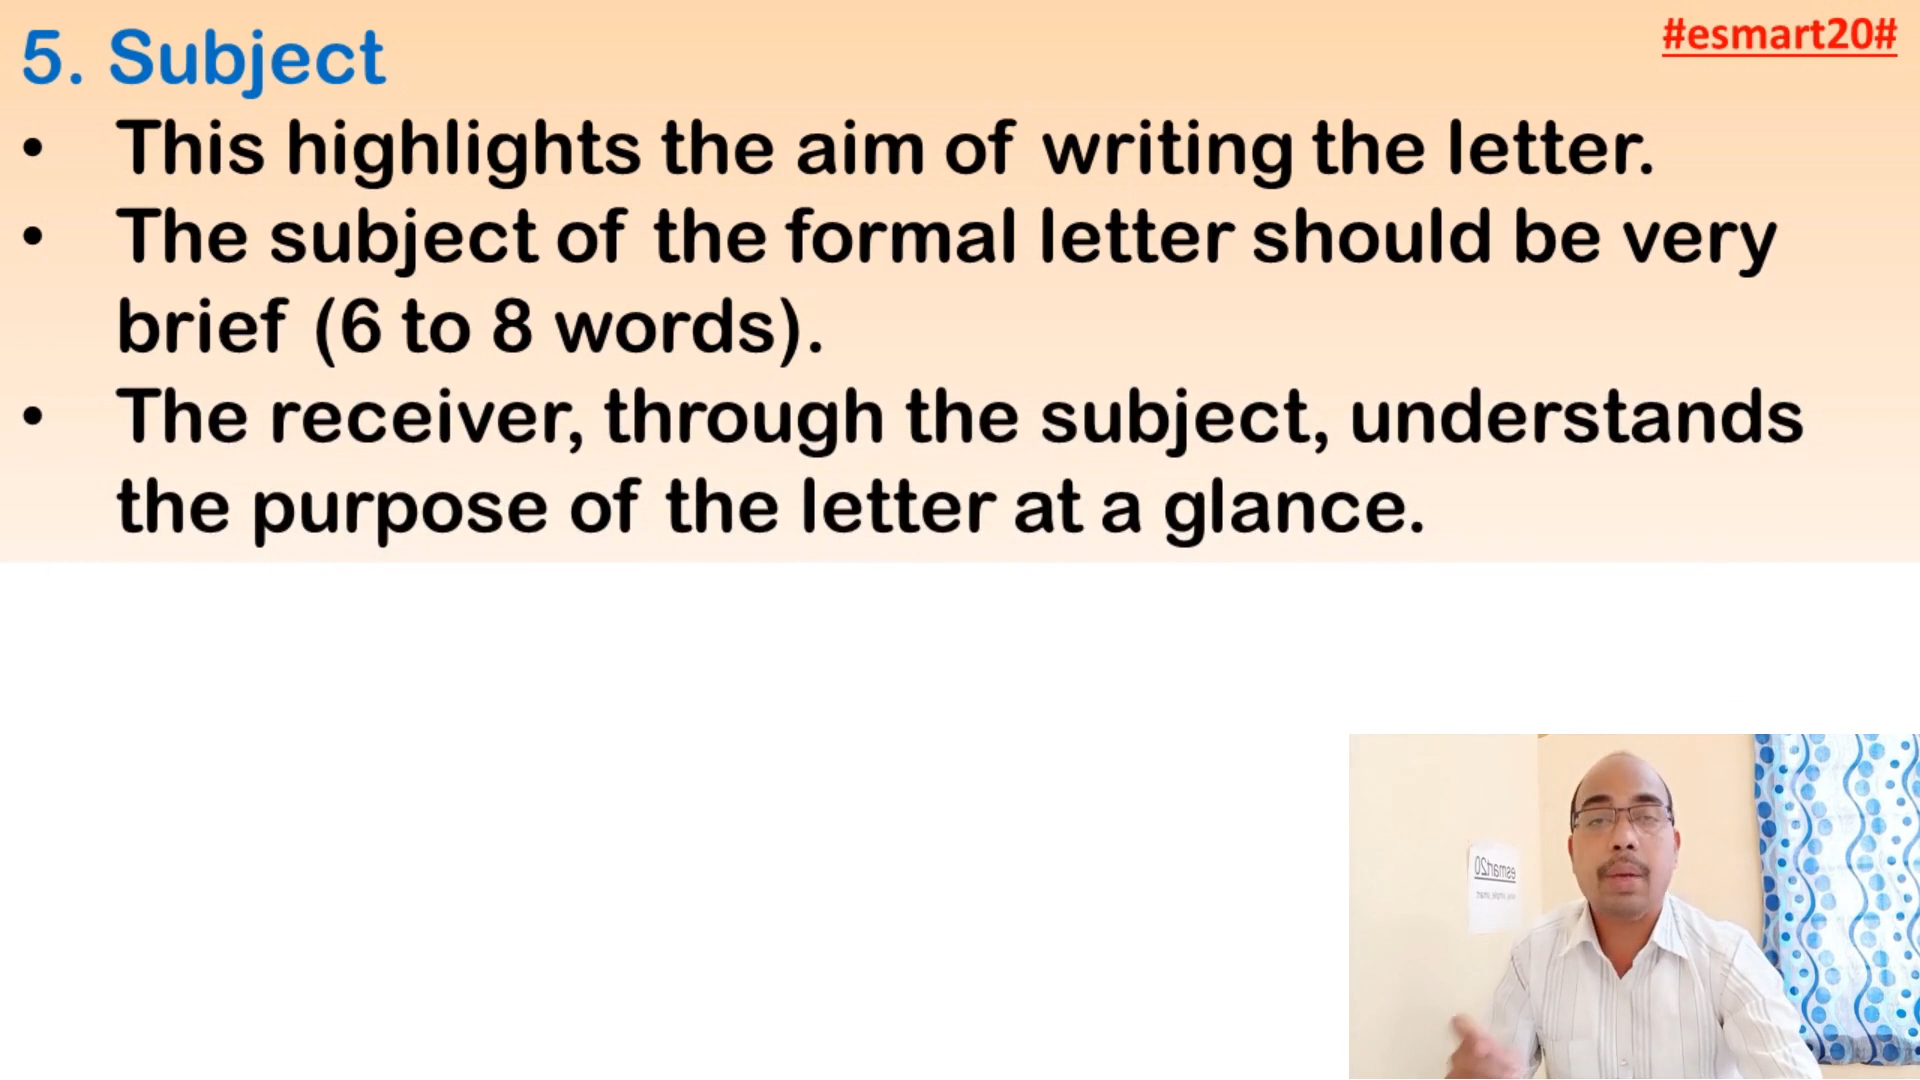 5. Subject
#esmart20#
• This highlights the aim of writing the letter.
• The subject of the formal letter should be very
brief (6 to 8 words).
• The receiver, through the subject, understands
the purpose of the letter at a glance.
esmart20